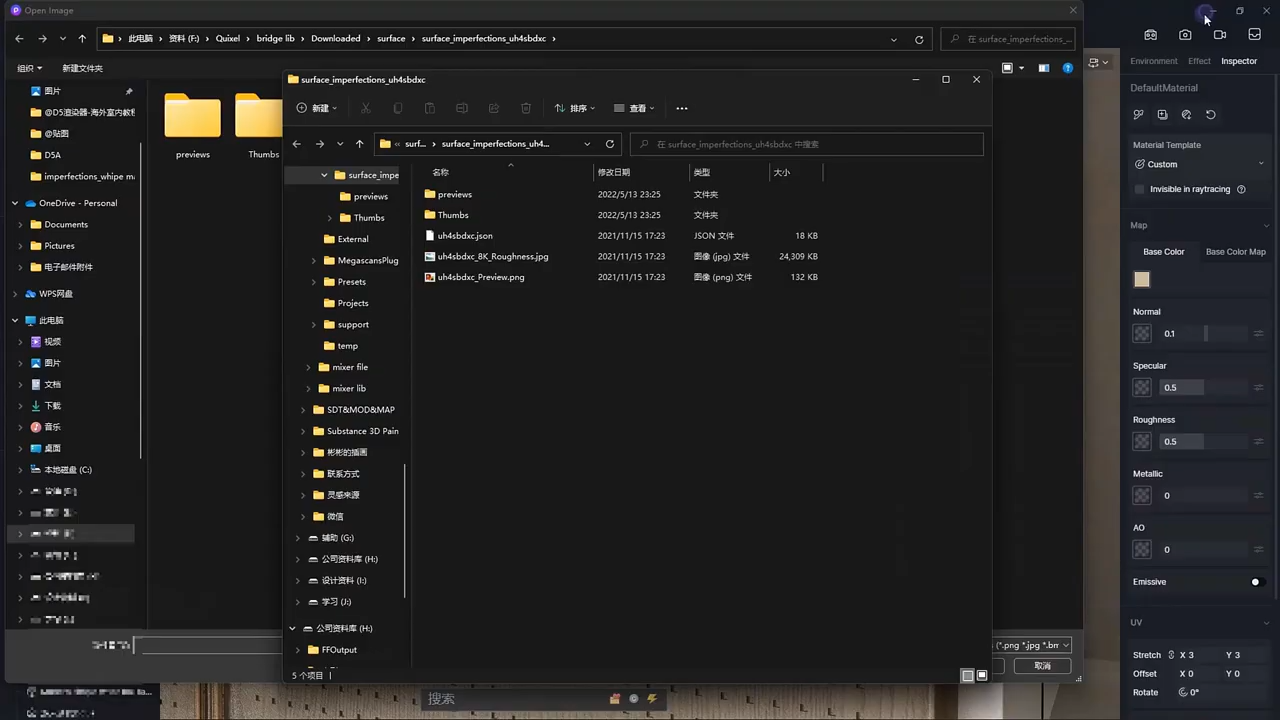 Open Image
此电脑 › 资料 (F:) › Quixel › bridge lib › Downloaded › surface › surface_imperfections_uh4sbdxc ›
在 surface_imperfections_...
组织
新建文件夹
图片
@D5渲染器-海外室内教程
@贴图
D5A
imperfections_whipe m
OneDrive - Personal
Documents
Pictures
电子邮件附件
WPS网盘
此电脑
视频
图片
文档
下载
音乐
桌面
本地磁盘 (C:)
previews
Thumbs
surface_imperfections_uh4sbdxc
新建
排序
查看
« surf... › surface_imperfections_uh4...
在 surface_imperfections_uh4sbdxc 中搜索
surface_impe
previews
Thumbs
External
MegascansPlug
Presets
Projects
support
temp
mixer file
mixer lib
SDT&MOD&MAP
Substance 3D Pain
彬彬的插画
联系方式
灵感来源
微信
辅助 (G:)
公司资料库 (H:)
设计资料 (I:)
学习 (J:)
公司资料库 (H:)
FFOutput
名称 修改日期 类型 大小
previews 2022/5/13 23:25 文件夹
Thumbs 2022/5/13 23:25 文件夹
uh4sbdxc.json 2021/11/15 17:23 JSON 文件 18 KB
uh4sbdxc_8K_Roughness.jpg 2021/11/15 17:23 图像 (jpg) 文件 24,309 KB
uh4sbdxc_Preview.png 2021/11/15 17:23 图像 (png) 文件 132 KB
5 个项目
(*.png *.jpg *.bm
取消
搜索
Environment Effect Inspector
DefaultMaterial
Material Template
Custom
Invisible in raytracing
Map
Base Color Base Color Map
Normal
0.1
Specular
0.5
Roughness
0.5
Metallic
0
AO
0
Emissive
UV
Stretch X 3 Y 3
Offset X 0 Y 0
Rotate 0°